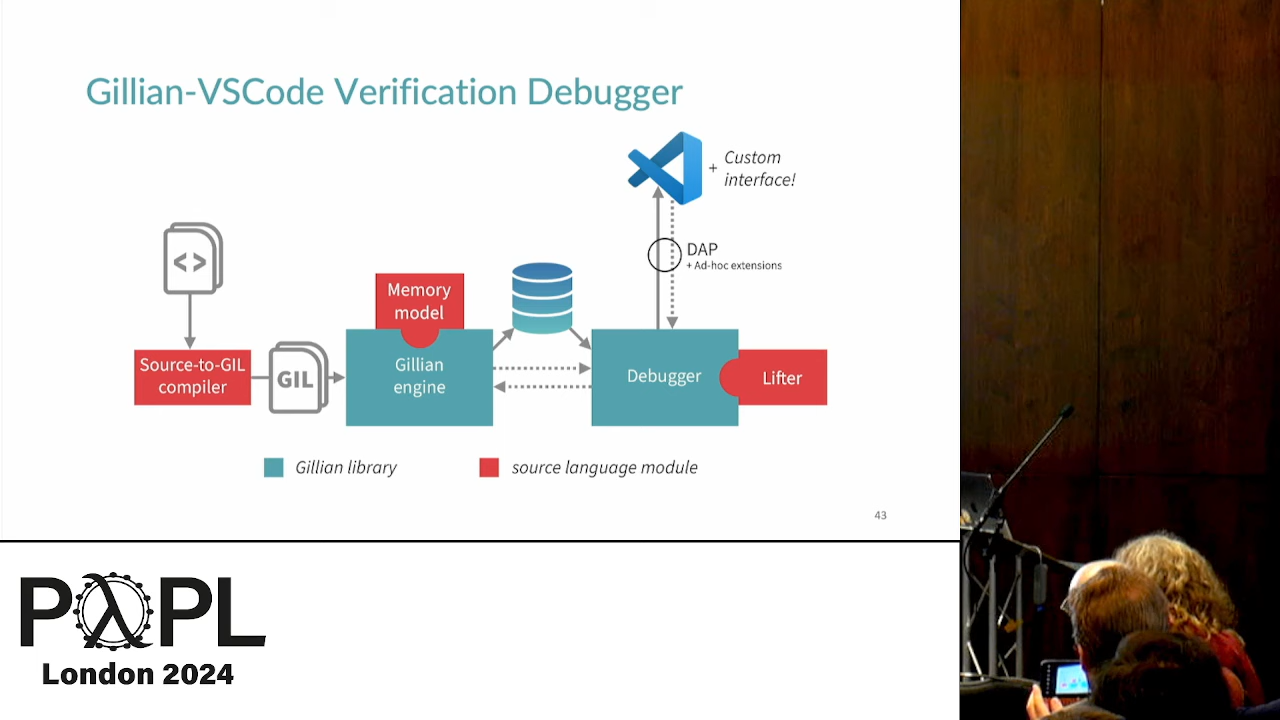 Gillian-VSCode Verification Debugger
+ Custom
interface!
<>
DAP
+ Ad-hoc extensions
Memory
model
Source-to-GIL
compiler
GIL
Gillian
engine
Debugger
Lifter
Gillian library
source language module
43
PλPL
London 2024